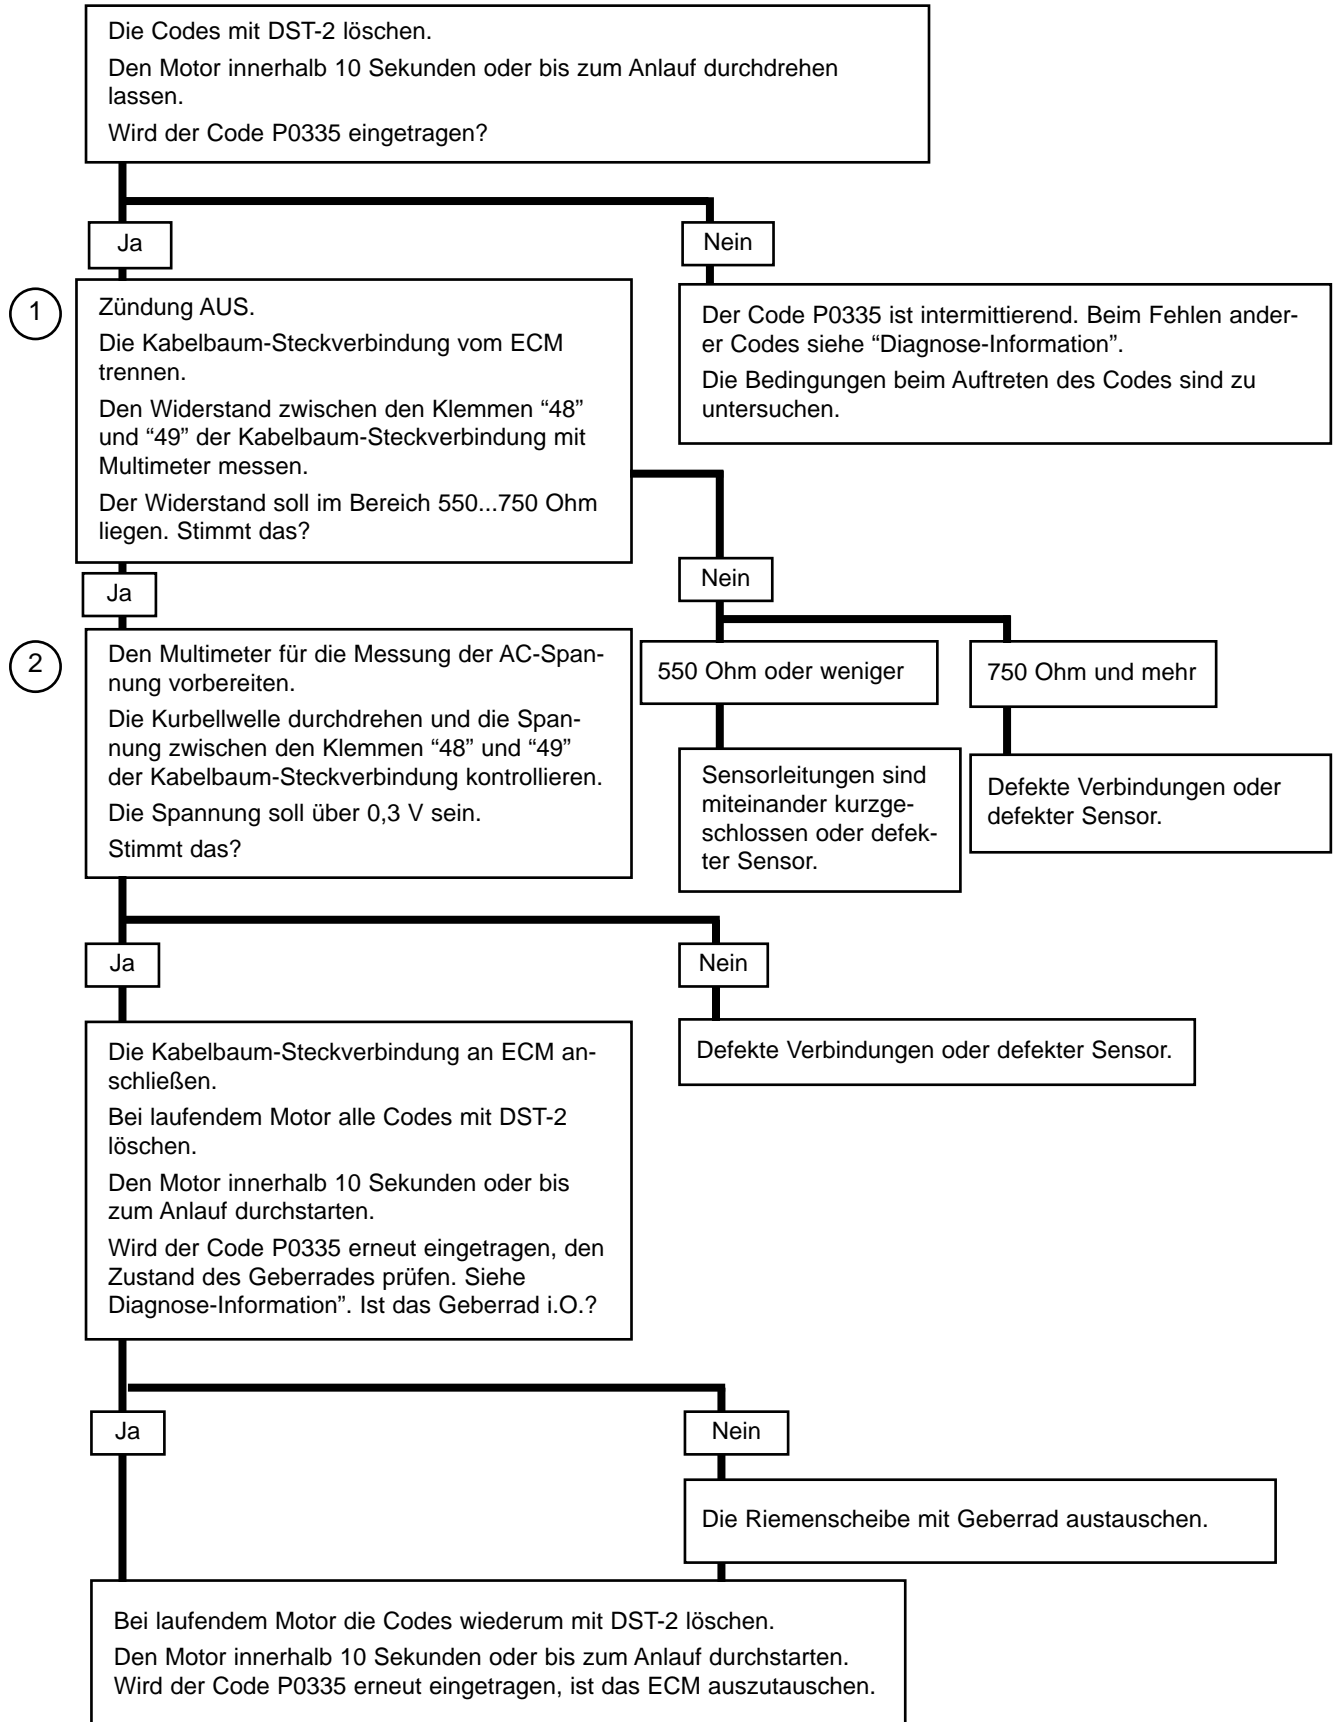 Die Codes mit DST-2 löschen.
Den Motor innerhalb 10 Sekunden oder bis zum Anlauf durchdrehen
lassen.
Wird der Code P0335 eingetragen?
Ja
Nein
1
Zündung AUS.
Die Kabelbaum-Steckverbindung vom ECM
trennen.
Den Widerstand zwischen den Klemmen “48”
und “49” der Kabelbaum-Steckverbindung mit
Multimeter messen.
Der Widerstand soll im Bereich 550...750 Ohm
liegen. Stimmt das?
Der Code P0335 ist intermittierend. Beim Fehlen ander-
er Codes siehe “Diagnose-Information”.
Die Bedingungen beim Auftreten des Codes sind zu
untersuchen.
Ja
Nein
2
Den Multimeter für die Messung der AC-Span-
nung vorbereiten.
Die Kurbellwelle durchdrehen und die Span-
nung zwischen den Klemmen “48” und “49”
der Kabelbaum-Steckverbindung kontrollieren.
Die Spannung soll über 0,3 V sein.
Stimmt das?
550 Ohm oder weniger
750 Ohm und mehr
Sensorleitungen sind
miteinander kurzge-
schlossen oder defek-
ter Sensor.
Defekte Verbindungen oder
defekter Sensor.
Ja
Nein
Die Kabelbaum-Steckverbindung an ECM an-
schließen.
Bei laufendem Motor alle Codes mit DST-2
löschen.
Den Motor innerhalb 10 Sekunden oder bis
zum Anlauf durchstarten.
Wird der Code P0335 erneut eingetragen, den
Zustand des Geberrades prüfen. Siehe
Diagnose-Information”. Ist das Geberrad i.O.?
Defekte Verbindungen oder defekter Sensor.
Ja
Nein
Die Riemenscheibe mit Geberrad austauschen.
Bei laufendem Motor die Codes wiederum mit DST-2 löschen.
Den Motor innerhalb 10 Sekunden oder bis zum Anlauf durchstarten.
Wird der Code P0335 erneut eingetragen, ist das ECM auszutauschen.